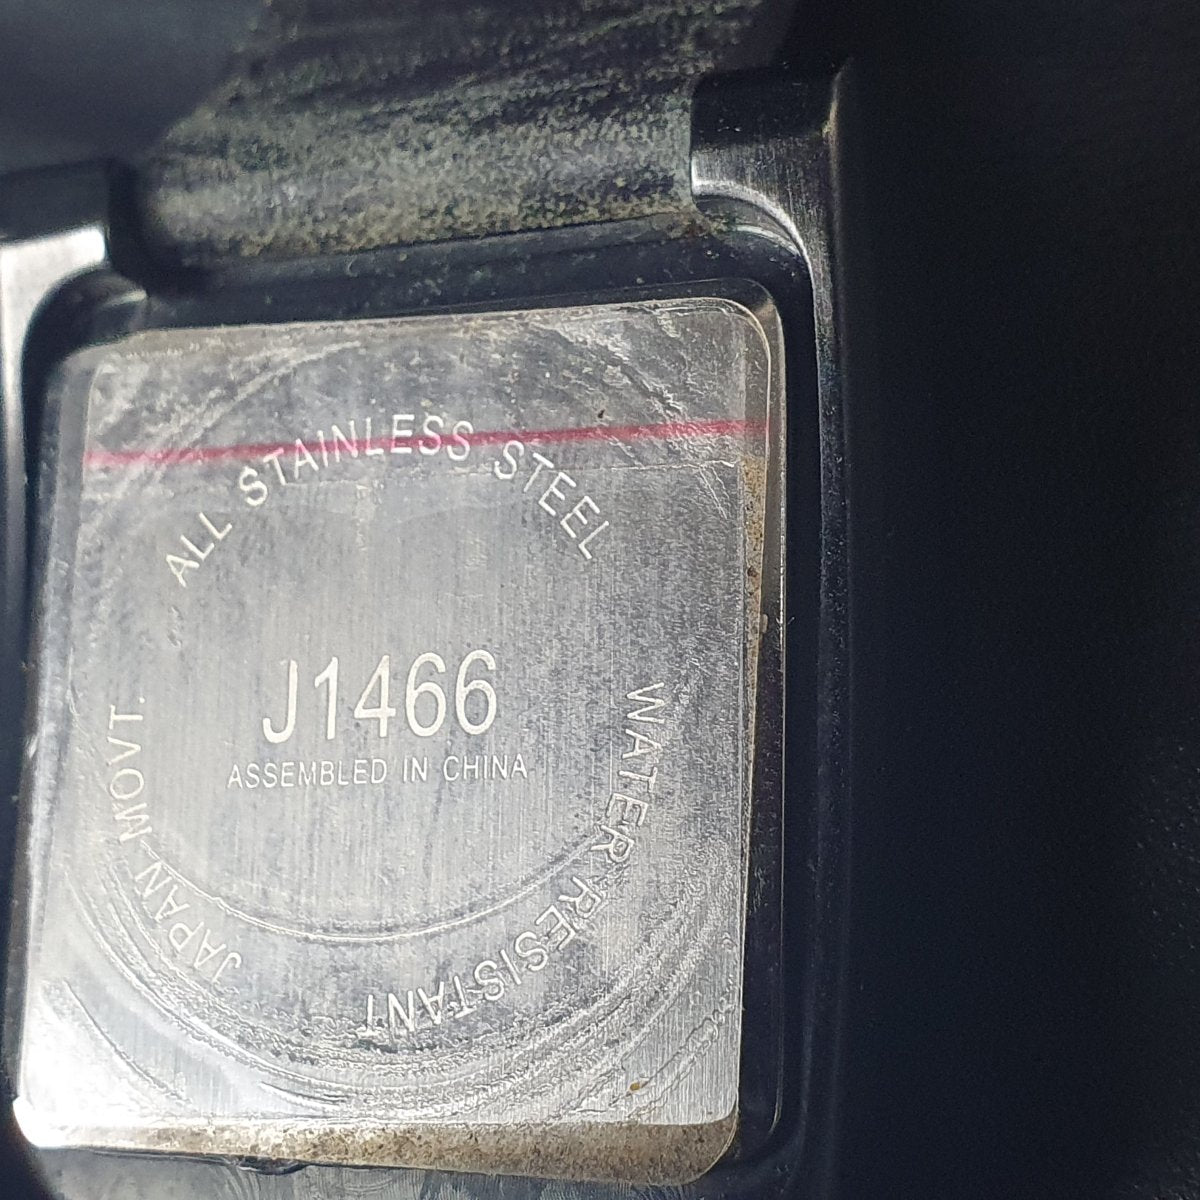 ALL STAINLESS STEEL
J1466
ASSEMBLED IN CHINA
WATER RESISTANT
JAPAN MOVT.